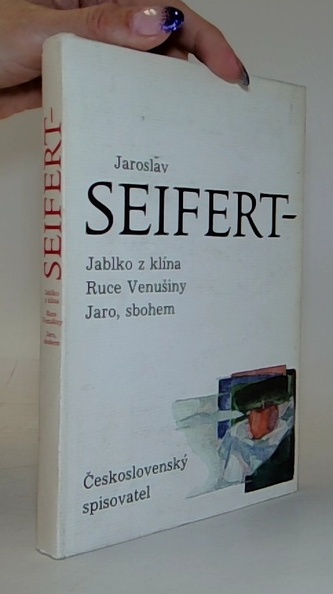 Jaroslav
SEIFERT-
Jablko z klína
Ruce Venušiny
Jaro, sbohem
Československý
spisovatel
SEIFERT-
Jablko
z klína
Ruce
Venušiny
Jaro,
sbohem